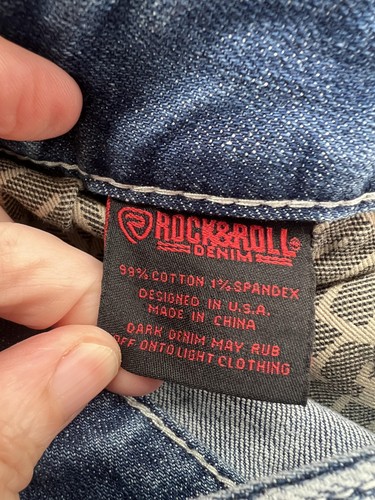 ROCK&ROLL
DENIM
99% COTTON 1% SPANDEX
DESIGNED IN U.S.A.
MADE IN CHINA
DARK DENIM MAY RUB
OFF ONTO LIGHT CLOTHING